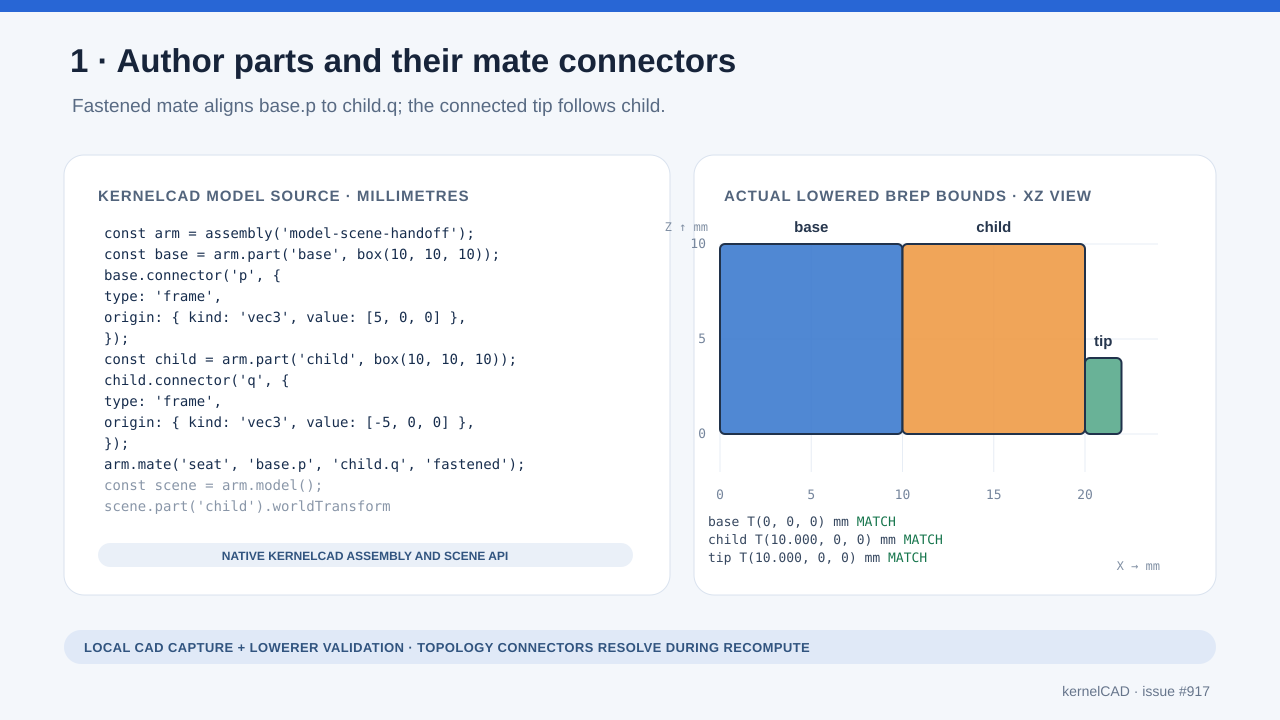 1 · Author parts and their mate connectors
Fastened mate aligns base.p to child.q; the connected tip follows child.
KERNELCAD MODEL SOURCE · MILLIMETRES
const arm = assembly('model-scene-handoff');
const base = arm.part('base', box(10, 10, 10));
base.connector('p', {
type: 'frame',
origin: { kind: 'vec3', value: [5, 0, 0] },
});
const child = arm.part('child', box(10, 10, 10));
child.connector('q', {
type: 'frame',
origin: { kind: 'vec3', value: [-5, 0, 0] },
});
arm.mate('seat', 'base.p', 'child.q', 'fastened');
const scene = arm.model();
scene.part('child').worldTransform
NATIVE KERNELCAD ASSEMBLY AND SCENE API
ACTUAL LOWERED BREP BOUNDS · XZ VIEW
Z ↑ mm
base
child
10
5
tip
0
0 5 10 15 20
base T(0, 0, 0) mm MATCH
child T(10.000, 0, 0) mm MATCH
tip T(10.000, 0, 0) mm MATCH
X → mm
LOCAL CAD CAPTURE + LOWERER VALIDATION · TOPOLOGY CONNECTORS RESOLVE DURING RECOMPUTE
kernelCAD · issue #917